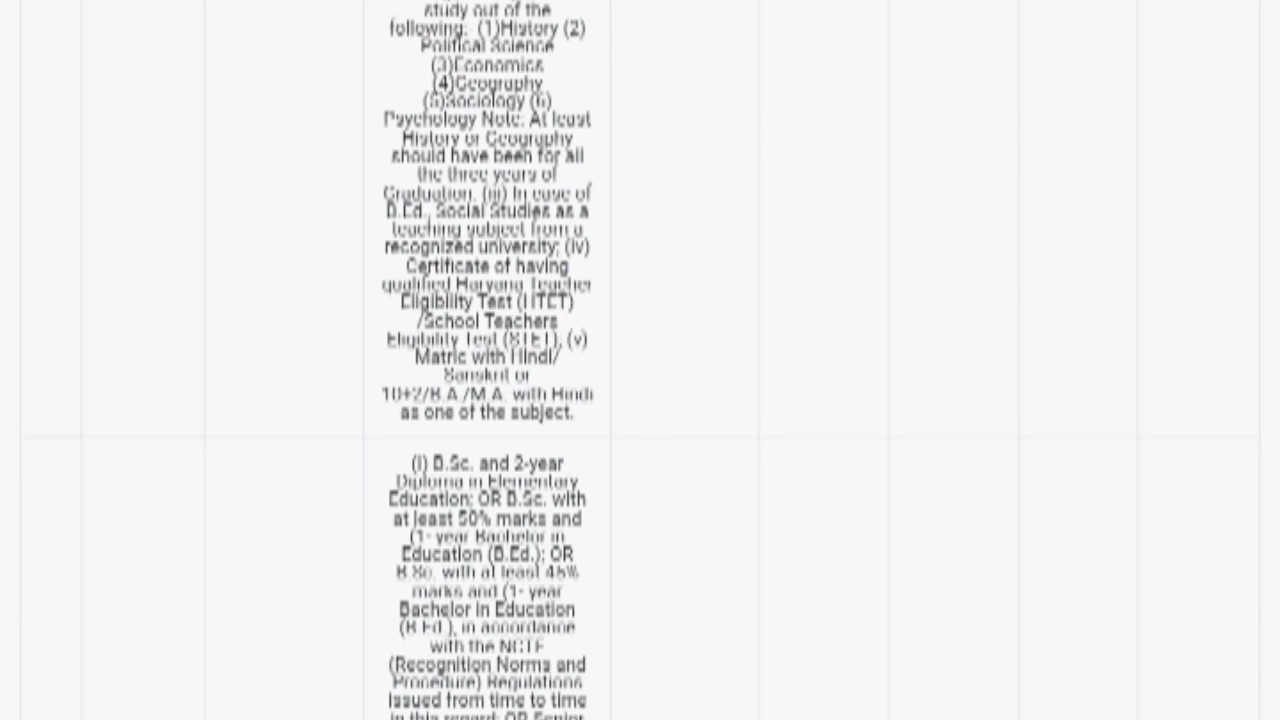 study out of the
following: (1)History (2)
Political Science
(3)Economics
(4)Geography
(5)Sociology (6)
Psychology Note: At least
History or Geography
should have been for all
the three years of
Graduation. (iii) In case of
B.Ed., Social Studies as a
teaching subject from a
recognized university; (iv)
Certificate of having
qualified Haryana Teacher
Eligibility Test (HTET)
/School Teachers
Eligibility Test (STET), (v)
Matric with Hindi/
Sanskrit or
10+2/B.A./M.A. with Hindi
as one of the subject.
(i) B.Sc. and 2-year
Diploma in Elementary
Education; OR B.Sc. with
at least 50% marks and
(1- year Bachelor in
Education (B.Ed.); OR
B.Sc. with at least 45%
marks and (1- year
Bachelor in Education
(B.Ed.), in accordance
with the NCTE
(Recognition Norms and
Procedure) Regulations
issued from time to time
in this regard; OR Senior